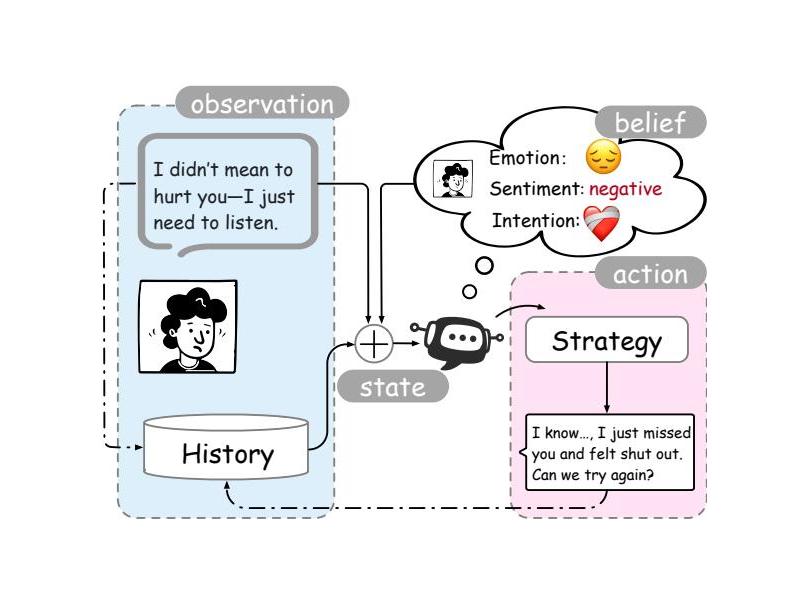 observation
I didn't mean to
hurt you—I just
need to listen.
History
state
belief
Emotion:
Sentiment: negative
Intention:
action
Strategy
I know…, I just missed
you and felt shut out.
Can we try again?